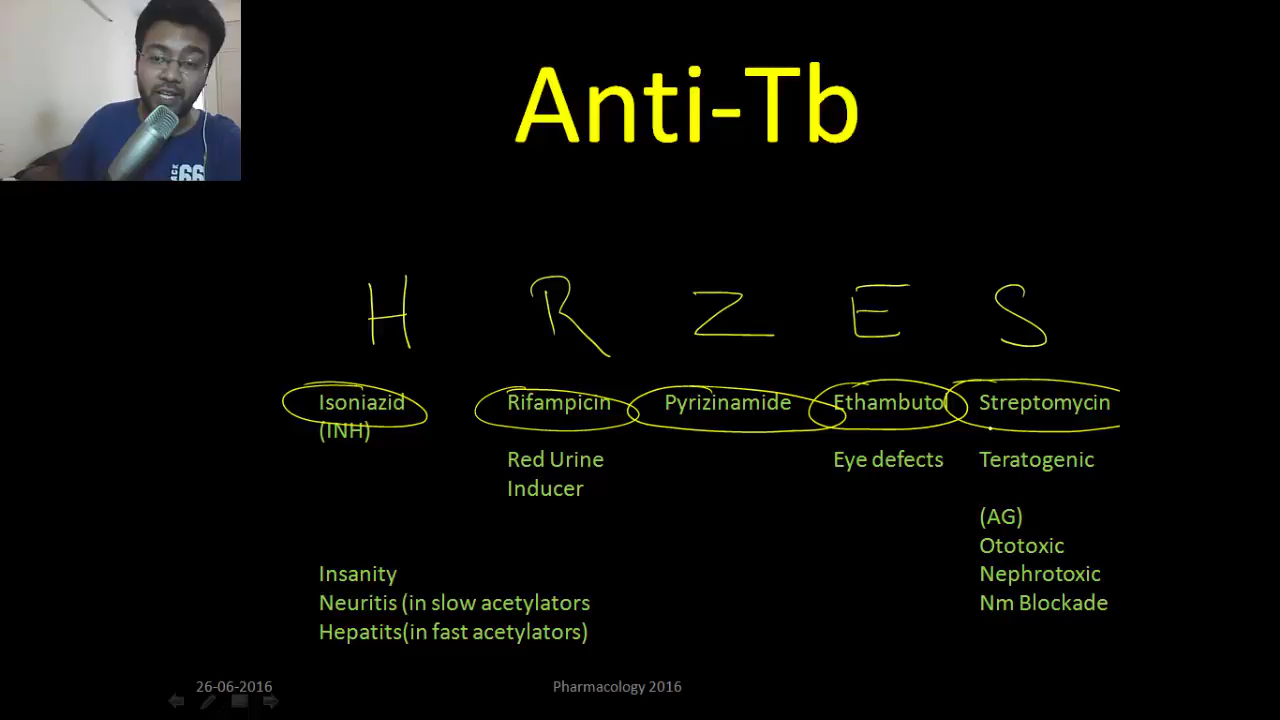 Anti-Tb
H R Z E S
Isoniazid Rifampicin Pyrizinamide Ethambutol Streptomycin
(INH)
Red Urine Eye defects Teratogenic
Inducer
(AG)
Ototoxic
Insanity Nephrotoxic
Neuritis (in slow acetylators Nm Blockade
Hepatits(in fast acetylators)
26-06-2016 Pharmacology 2016
66